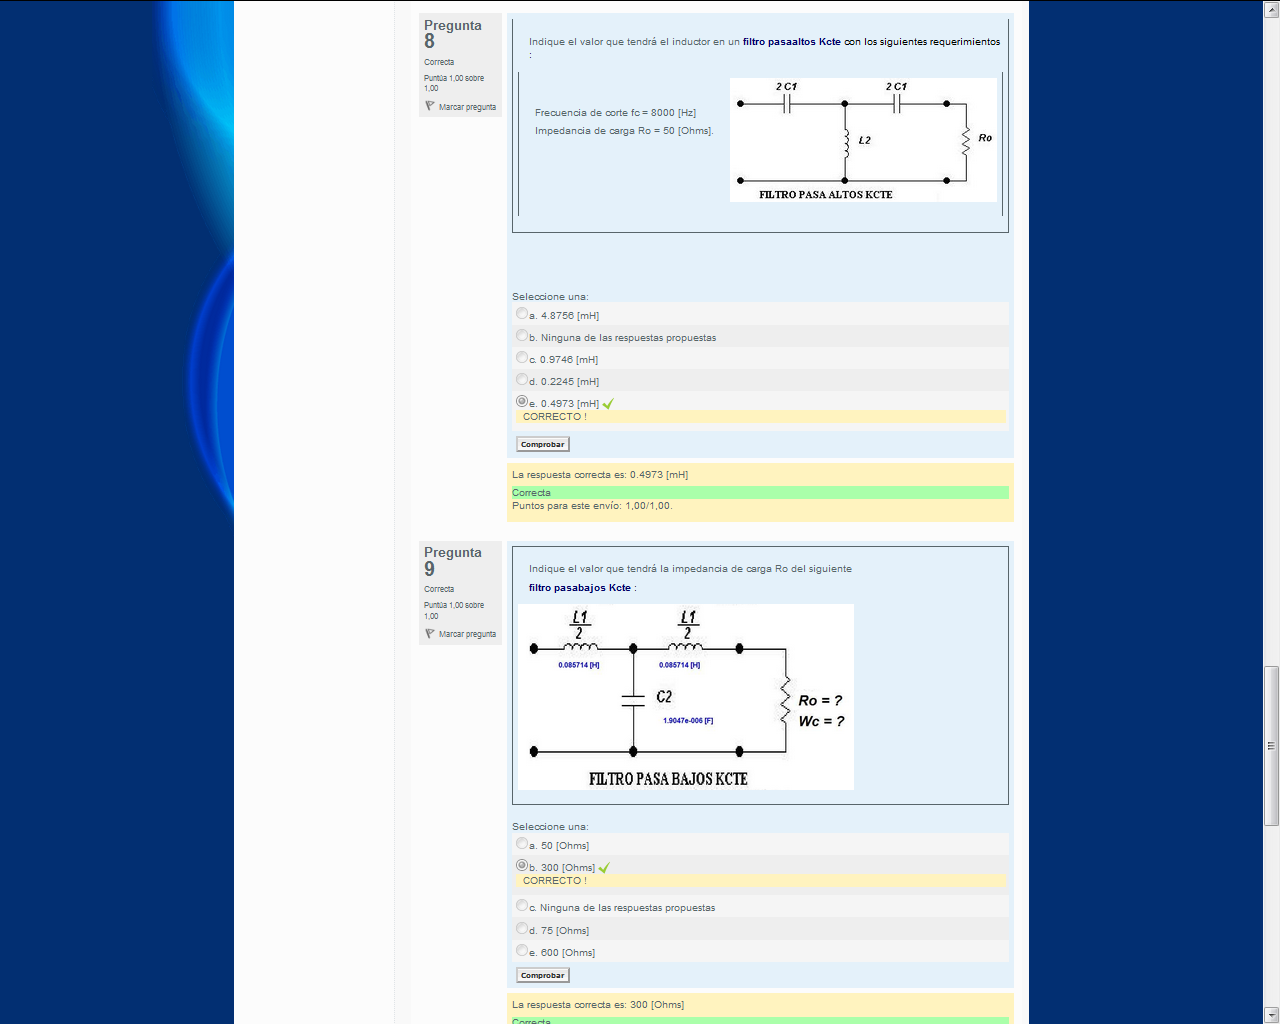 Pregunta
8
Correcta
Puntúa 1,00 sobre
1,00
Marcar pregunta
Indique el valor que tendrá el inductor en un filtro pasaaltos Kcte con los siguientes requerimientos
:
Frecuencia de corte fc = 8000 [Hz]
Impedancia de carga Ro = 50 [Ohms].
2 C1
2 C1
L2
Ro
FILTRO PASA ALTOS KCTE
Seleccione una:
a. 4.8756 [mH]
b. Ninguna de las respuestas propuestas
c. 0.9746 [mH]
d. 0.2245 [mH]
e. 0.4973 [mH]
CORRECTO !
Comprobar
La respuesta correcta es: 0.4973 [mH]
Correcta
Puntos para este envío: 1,00/1,00.
Pregunta
9
Correcta
Puntúa 1,00 sobre
1,00
Marcar pregunta
Indique el valor que tendrá la impedancia de carga Ro del siguiente
filtro pasabajos Kcte :
L1
2
L1
2
0.085714 [H]
0.085714 [H]
C2
1.9047e-006 [F]
Ro = ?
Wc = ?
FILTRO PASA BAJOS KCTE
Seleccione una:
a. 50 [Ohms]
b. 300 [Ohms]
CORRECTO !
c. Ninguna de las respuestas propuestas
d. 75 [Ohms]
e. 600 [Ohms]
Comprobar
La respuesta correcta es: 300 [Ohms]
Correcta